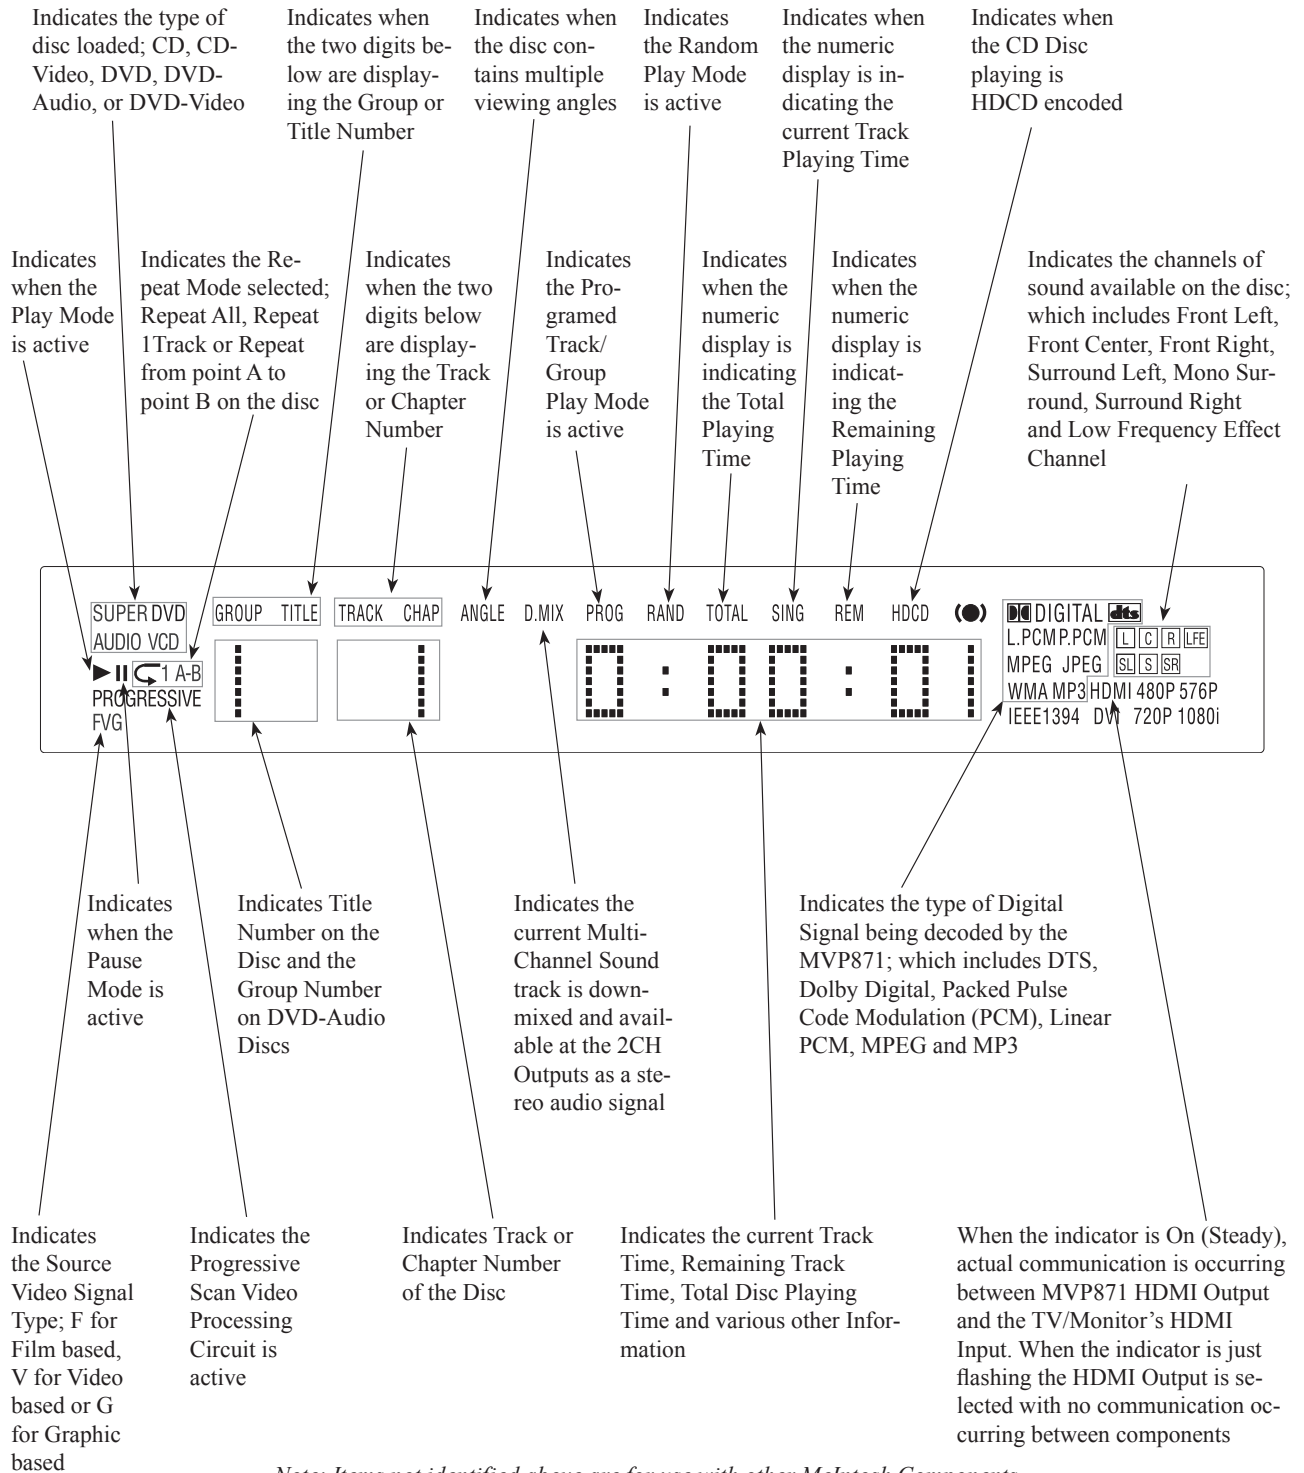 Indicates the type of
disc loaded; CD, CD-
Video, DVD, DVD-
Audio, or DVD-Video
Indicates when
the two digits be-
low are display-
ing the Group or
Title Number
Indicates when
the disc con-
tains multiple
viewing angles
Indicates
the Random
Play Mode
is active
Indicates when
the numeric
display is in-
dicating the
current Track
Playing Time
Indicates when
the CD Disc
playing is
HDCD encoded
Indicates
when the
Play Mode
is active
Indicates the Re-
peat Mode selected;
Repeat All, Repeat
1Track or Repeat
from point A to
point B on the disc
Indicates
when the two
digits below
are display-
ing the Track
or Chapter
Number
Indicates
the Pro-
gramed
Track/
Group
Play Mode
is active
Indicates
when the
numeric
display is
indicating
the Total
Playing
Time
Indicates
when the
numeric
display is
indicat-
ing the
Remaining
Playing
Time
Indicates the channels of
sound available on the disc;
which includes Front Left,
Front Center, Front Right,
Surround Left, Mono Sur-
round, Surround Right
and Low Frequency Effect
Channel
SUPER DVD
AUDIO VCD
1 A-B
PROGRESSIVE
FVG
GROUP TITLE
1
TRACK CHAP
1
ANGLE D.MIX PROG RAND TOTAL SING REM HDCD
0:00:01
DIGITAL dts
L.PCM P.PCM L C R LFE
MPEG JPEG SL S SR
WMA MP3 HDMI 480P 576P
IEEE1394 DVI 720P 1080i
Indicates
when the
Pause
Mode is
active
Indicates Title
Number on the
Disc and the
Group Number
on DVD-Audio
Discs
Indicates the
current Multi-
Channel Sound
track is down-
mixed and avail-
able at the 2CH
Outputs as a ste-
reo audio signal
Indicates the type of Digital
Signal being decoded by the
MVP871; which includes DTS,
Dolby Digital, Packed Pulse
Code Modulation (PCM), Linear
PCM, MPEG and MP3
Indicates
the Source
Video Signal
Type; F for
Film based,
V for Video
based or G
for Graphic
based
Indicates the
Progressive
Scan Video
Processing
Circuit is
active
Indicates Track or
Chapter Number
of the Disc
Indicates the current Track
Time, Remaining Track
Time, Total Disc Playing
Time and various other Infor-
mation
When the indicator is On (Steady),
actual communication is occurring
between MVP871 HDMI Output
and the TV/Monitor's HDMI
Input. When the indicator is just
flashing the HDMI Output is se-
lected with no communication oc-
curring between components
Note: Items not identified above are for use with other McIntosh Components